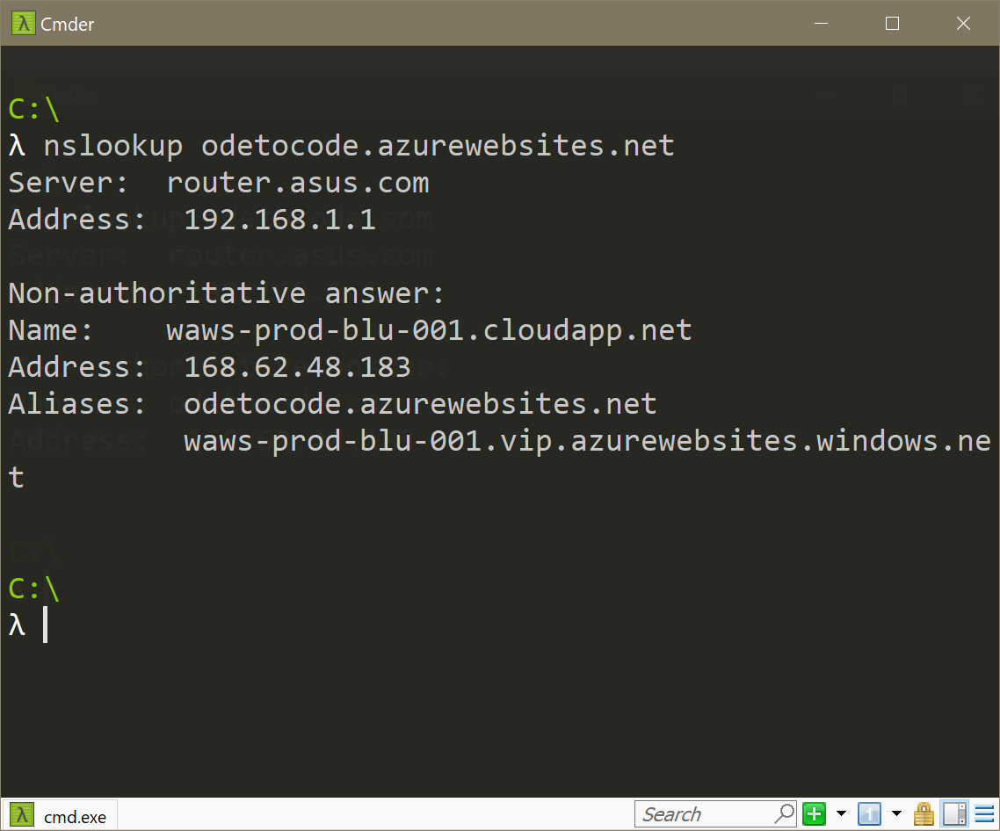 Cmder
C:\
λ nslookup odetocode.azurewebsites.net
Server:  router.asus.com
Address:  192.168.1.1
Non-authoritative answer:
Name:    waws-prod-blu-001.cloudapp.net
Address:  168.62.48.183
Aliases:  odetocode.azurewebsites.net
waws-prod-blu-001.vip.azurewebsites.windows.ne
t
C:\
λ
cmd.exe
Search
1